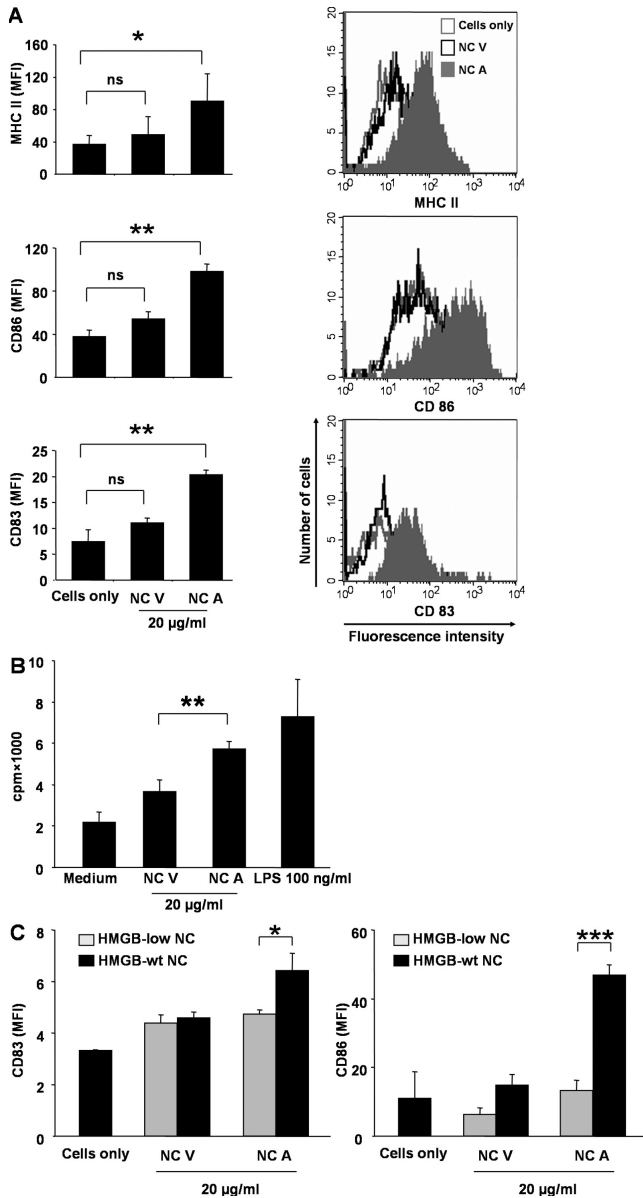 A
MHC II (MFI)
160
120
80
40
0
*
ns
20
15
10
5
0
Cells only
NC V
NC A
10⁰ 10¹ 10² 10³ 10⁴
MHC II
CD86 (MFI)
120
80
40
0
**
ns
20
15
10
5
0
10⁰ 10¹ 10² 10³ 10⁴
CD 86
CD83 (MFI)
25
20
15
10
5
0
**
ns
Cells only NC V NC A
20 µg/ml
Number of cells
20
15
10
5
0
10⁰ 10¹ 10² 10³ 10⁴
CD 83
Fluorescence intensity
B
cpm×1000
10
8
6
4
2
0
**
Medium NC V NC A LPS 100 ng/ml
20 µg/ml
C
CD83 (MFI)
8
6
4
2
0
HMGB-low NC
HMGB-wt NC
*
Cells only NC V NC A
20 µg/ml
CD86 (MFI)
60
40
20
0
HMGB-low NC
HMGB-wt NC
***
Cells only NC V NC A
20 µg/ml